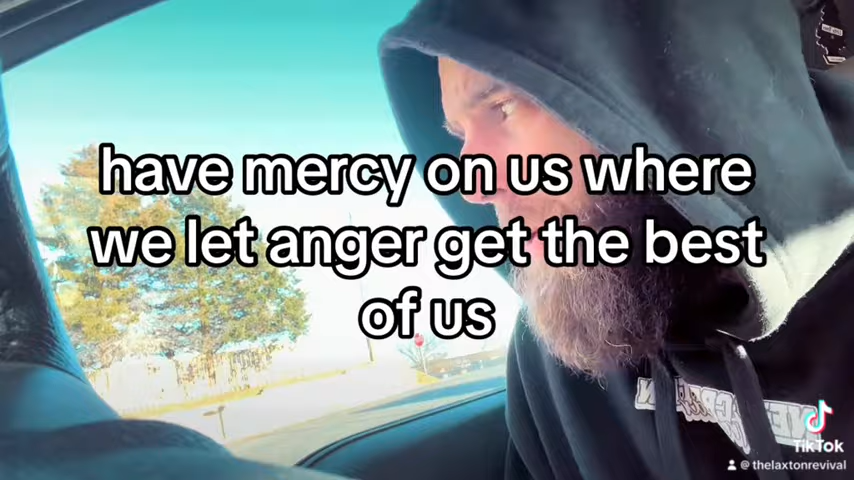 have mercy on us where
we let anger get the best
of us
TikTok
@thelaxtonrevival